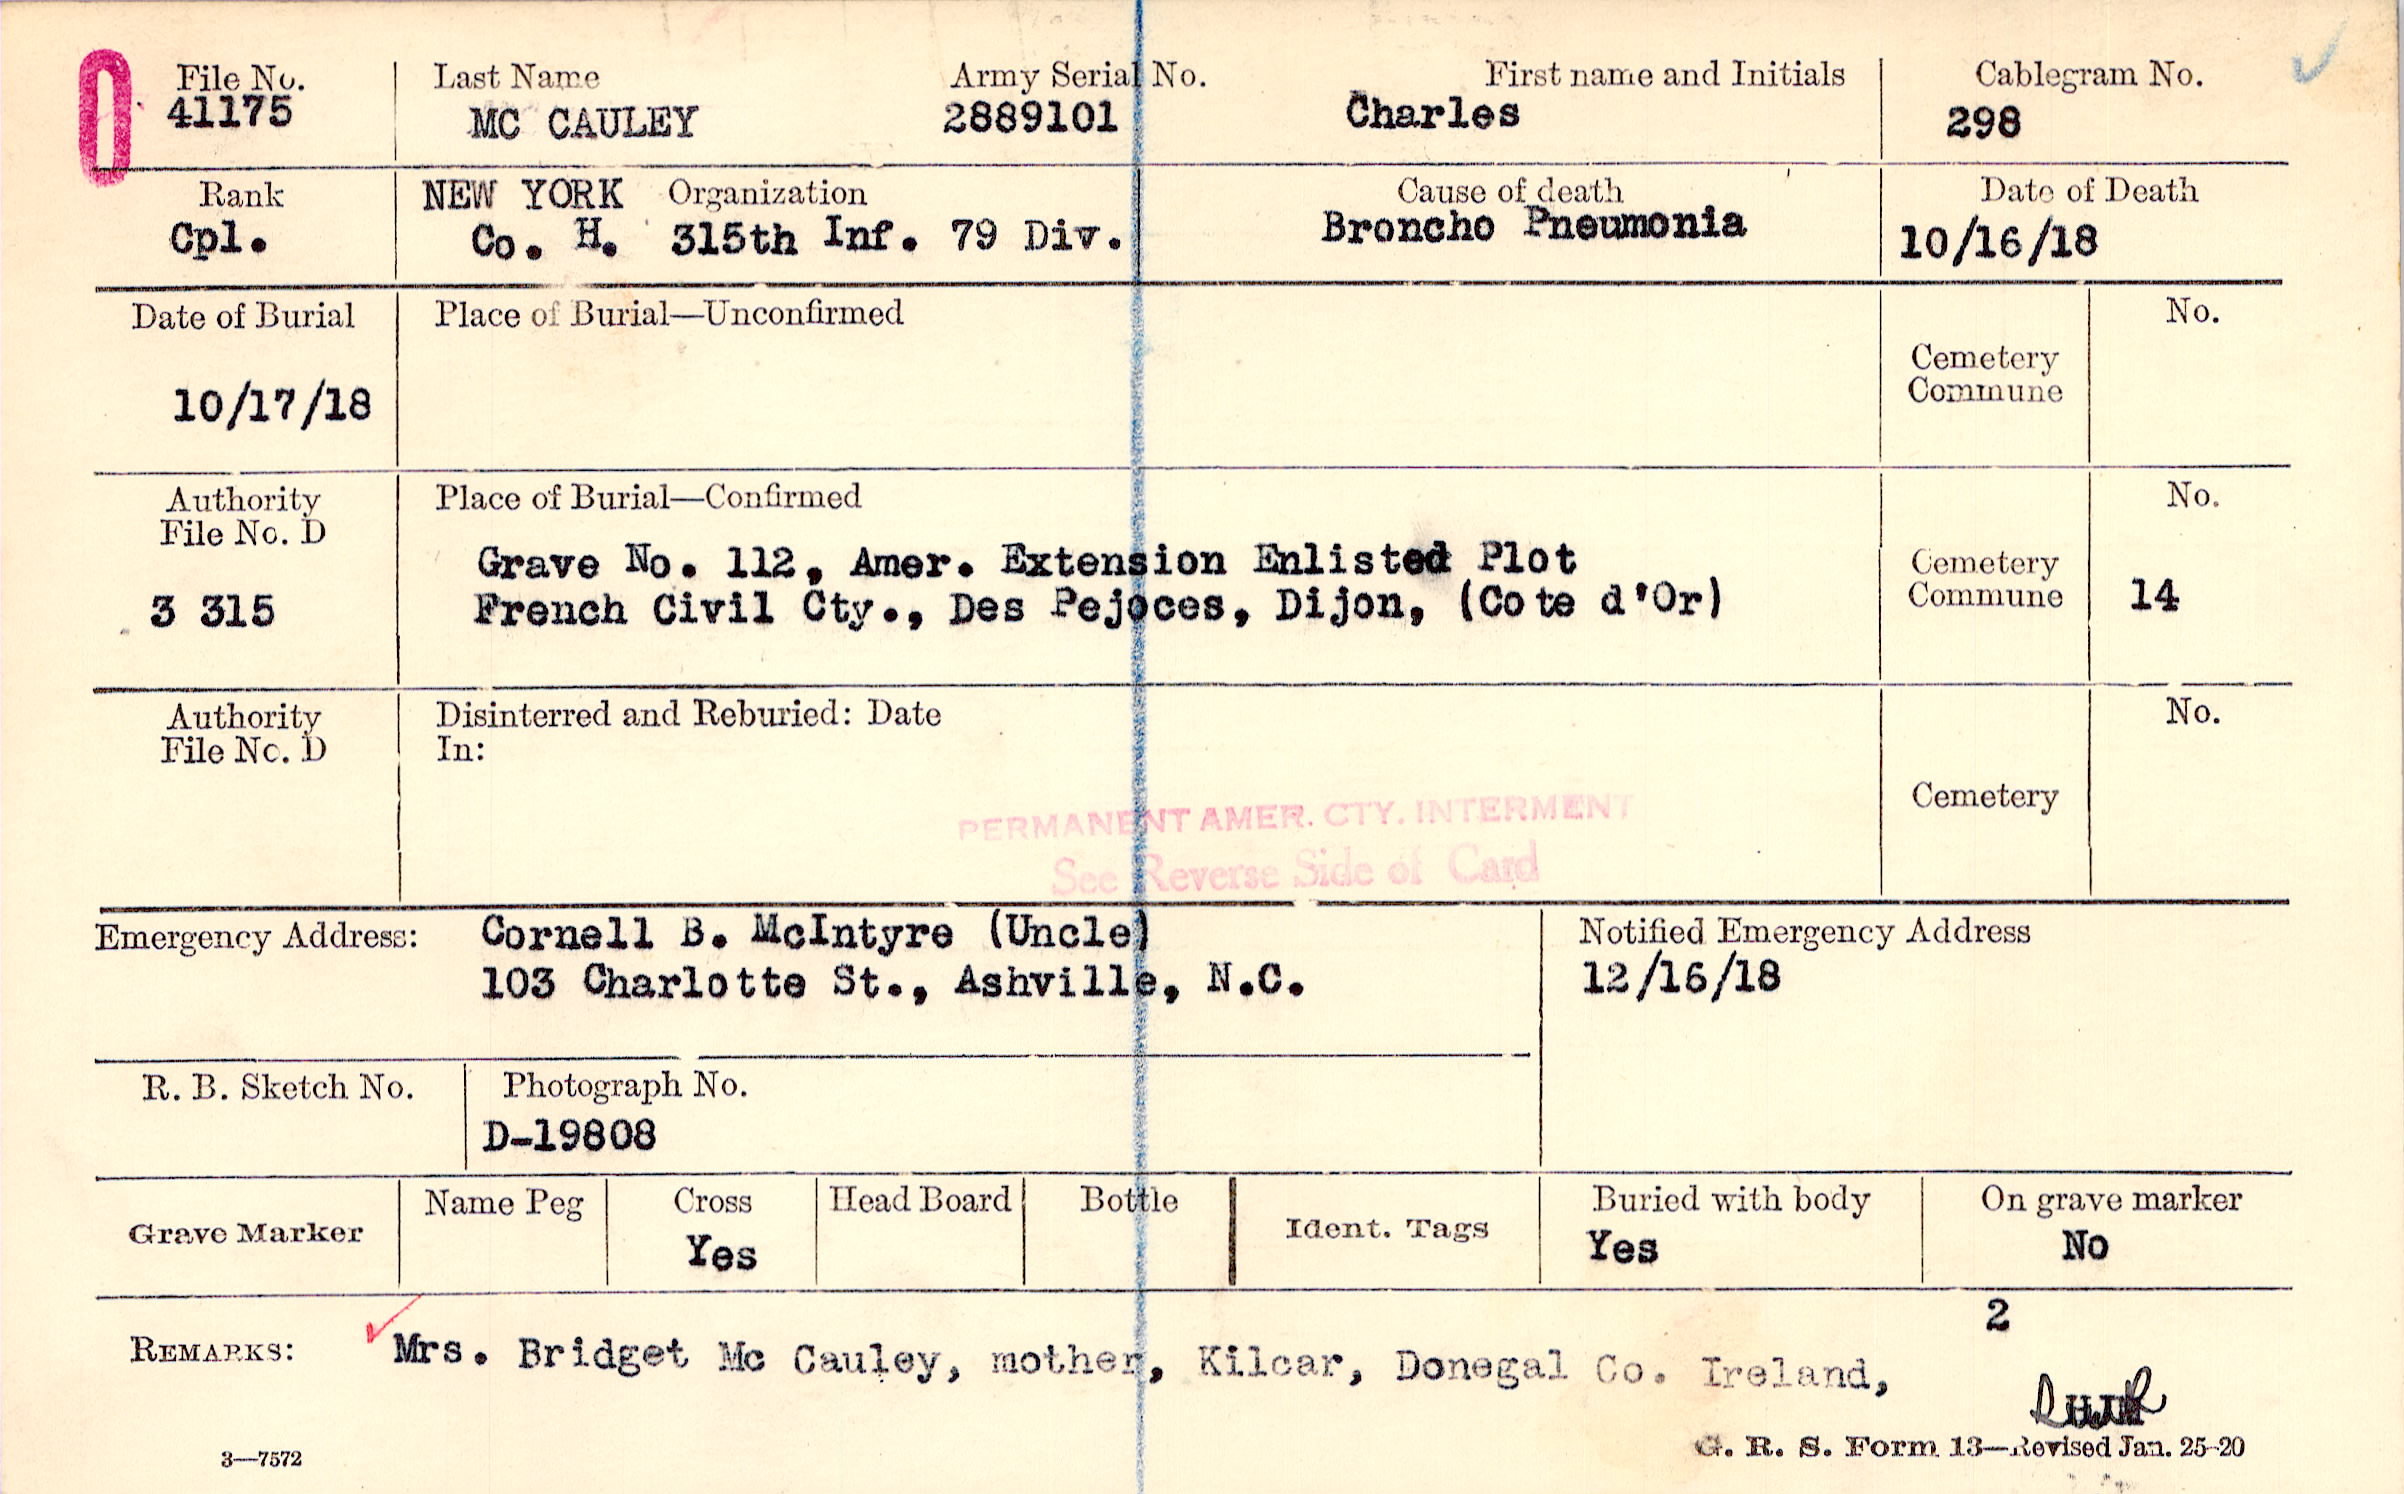 File No. Last Name Army Serial No. First name and Initials Cablegram No.
41175 MC CAULEY 2889101 Charles 298
Rank NEW YORK Organization Cause of death Date of Death
Cpl. Co. H. 315th Inf. 79 Div. Broncho Pneumonia 10/16/18
Date of Burial Place of Burial—Unconfirmed No.
Cemetery
Commune
10/17/18
Authority Place of Burial—Confirmed No.
File No. D
Grave No. 112, Amer. Extension Enlisted Plot Cemetery
3 315 French Civil Cty., Des Pejoces, Dijon, (Cote d'Or) Commune 14
Authority Disinterred and Reburied: Date No.
File No. D In:
Cemetery
PERMANENT AMER. CTY. INTERMENT
See Reverse Side of Card
Emergency Address: Cornell B. McIntyre (Uncle) Notified Emergency Address
103 Charlotte St., Ashville, N.C. 12/16/18
R. B. Sketch No. Photograph No.
D-19808
Grave Marker Name Peg Cross Head Board Bottle Ident. Tags Buried with body On grave marker
Yes Yes No
2
REMARKS: Mrs. Bridget Mc Cauley, mother, Kilcar, Donegal Co. Ireland,
3—7572 G. R. S. Form 13—Revised Jan. 25-20